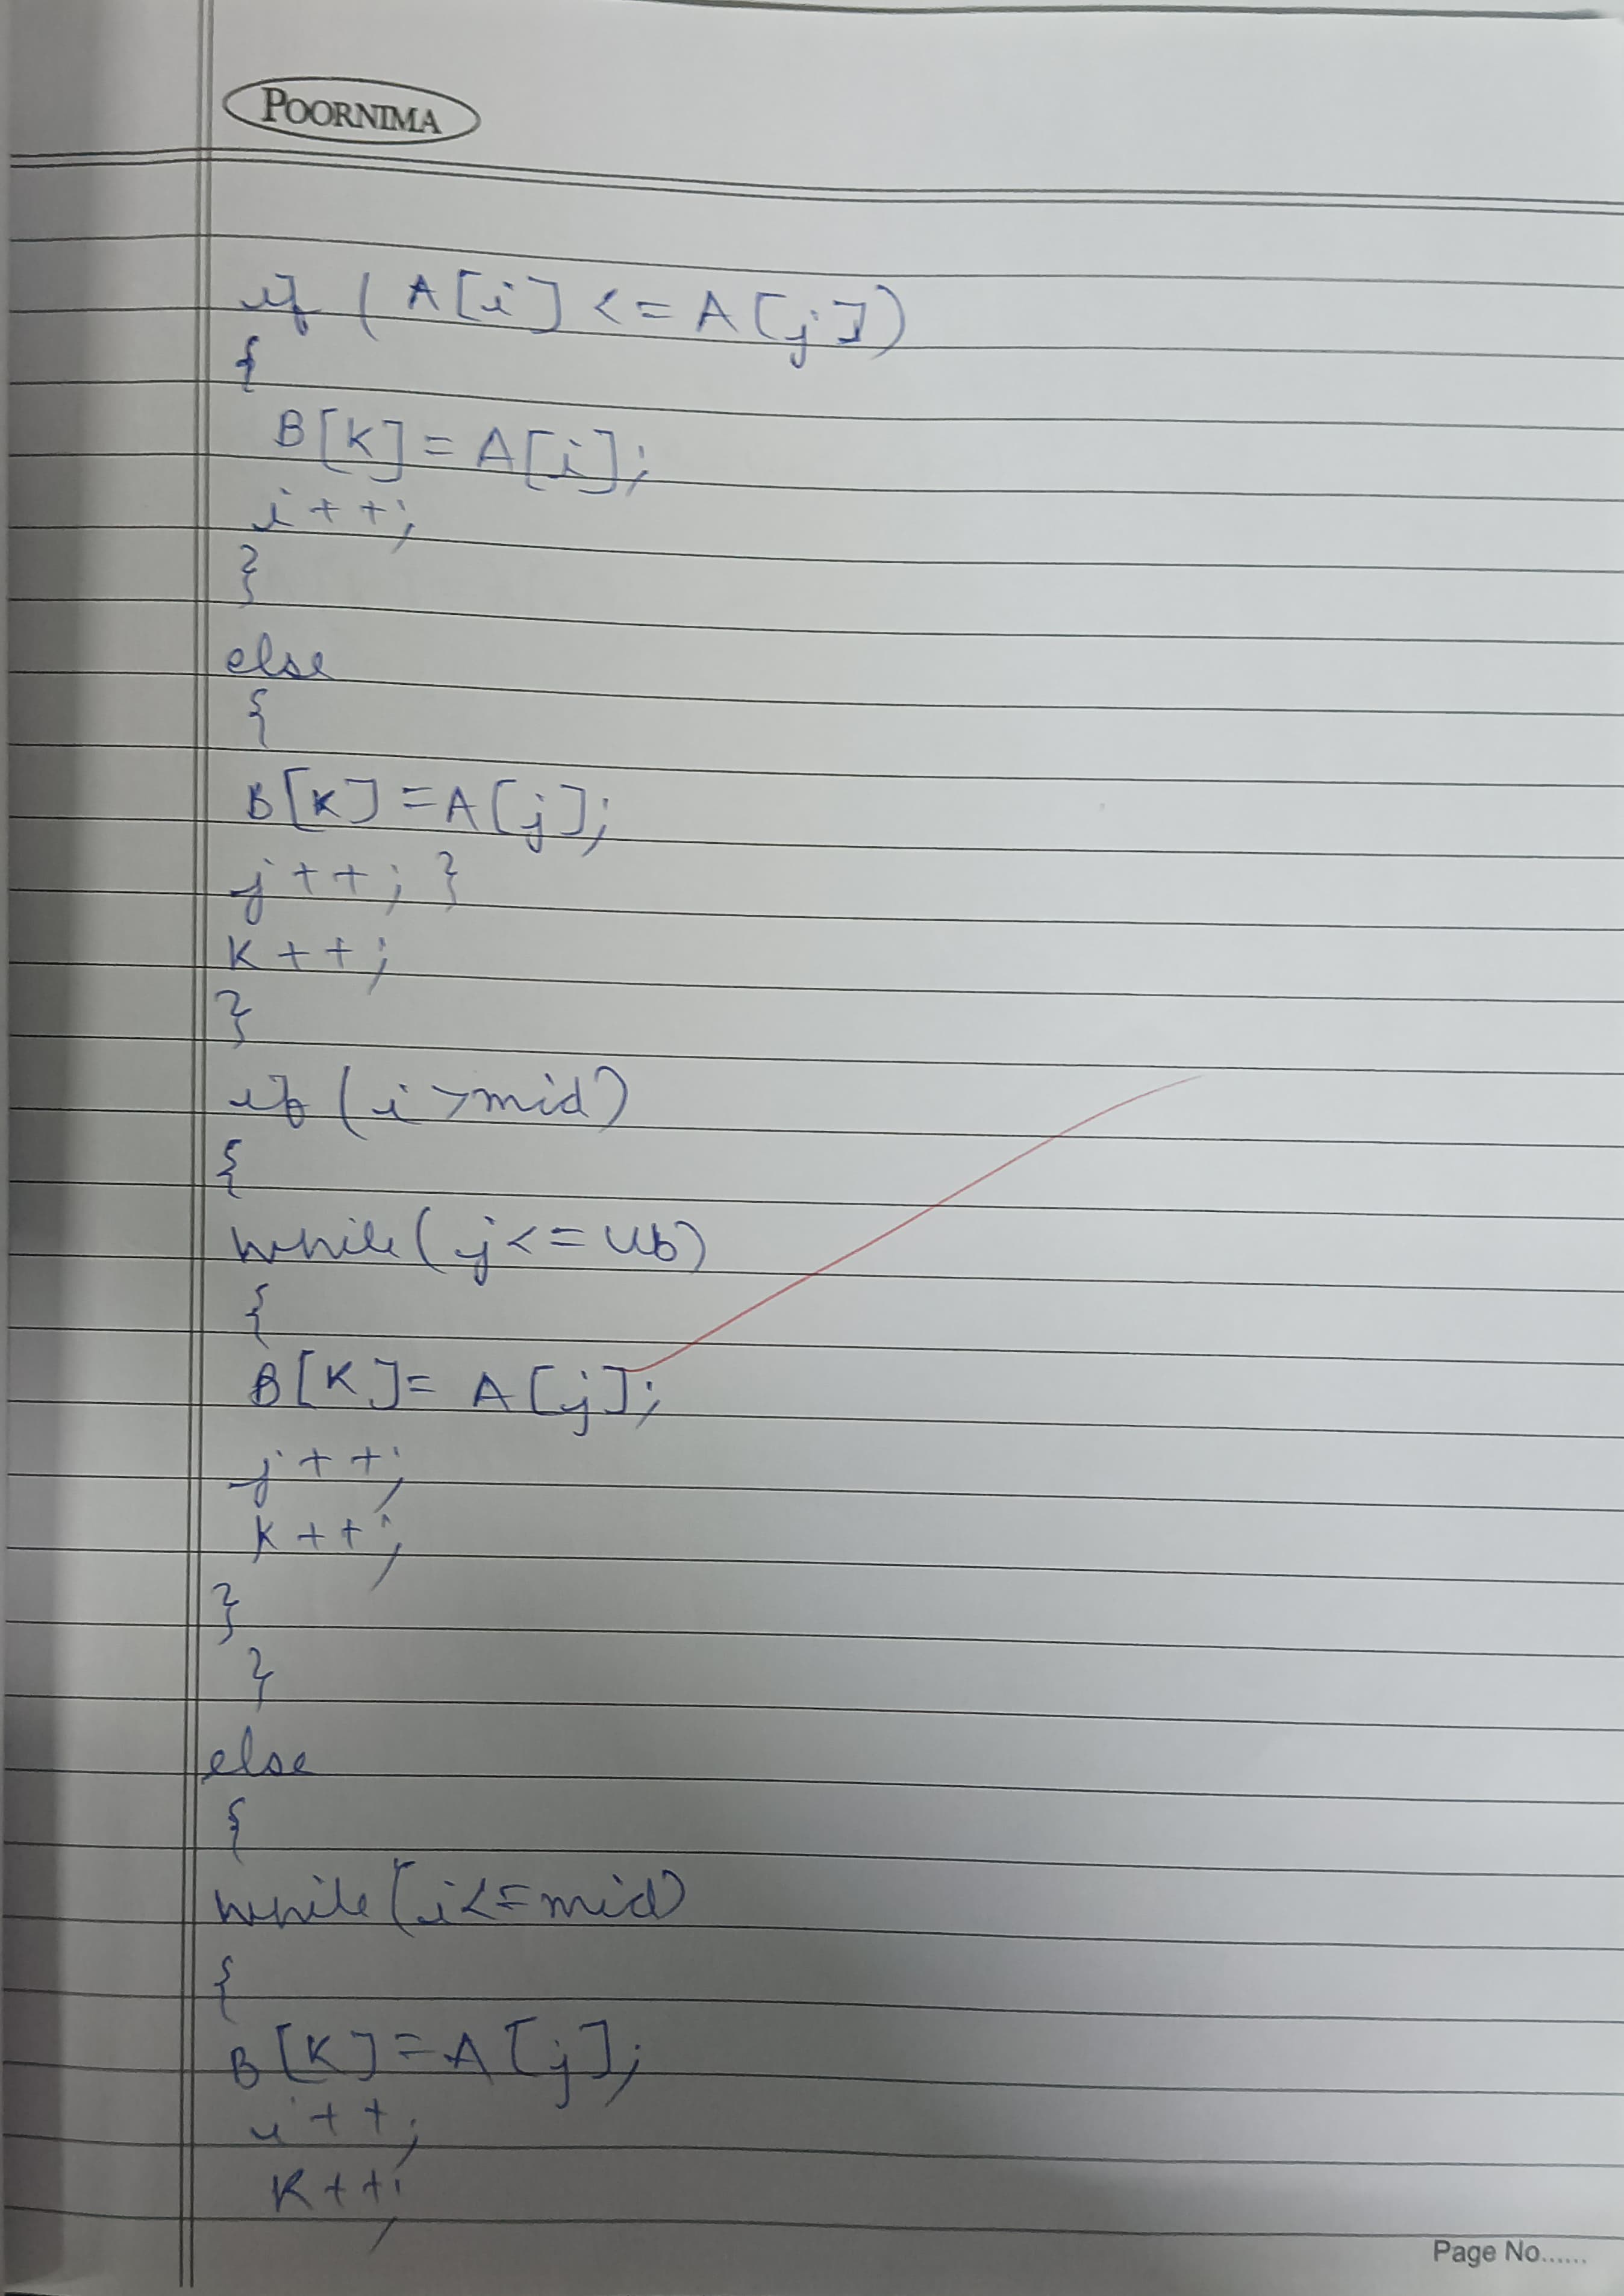 POORNIMA
if ( A[i] <= A[j])
{
B[K] = A[i];
i++;
}
else
{
B[K] = A[j];
j++; }
K++;
}
if (i >mid)
{
while( j<= Ub)
{
B[K]= A[j];
j++;
K++;
}
}
else
{
while(i<=mid)
{
B[K]=A[j];
i++;
K++;
Page No......